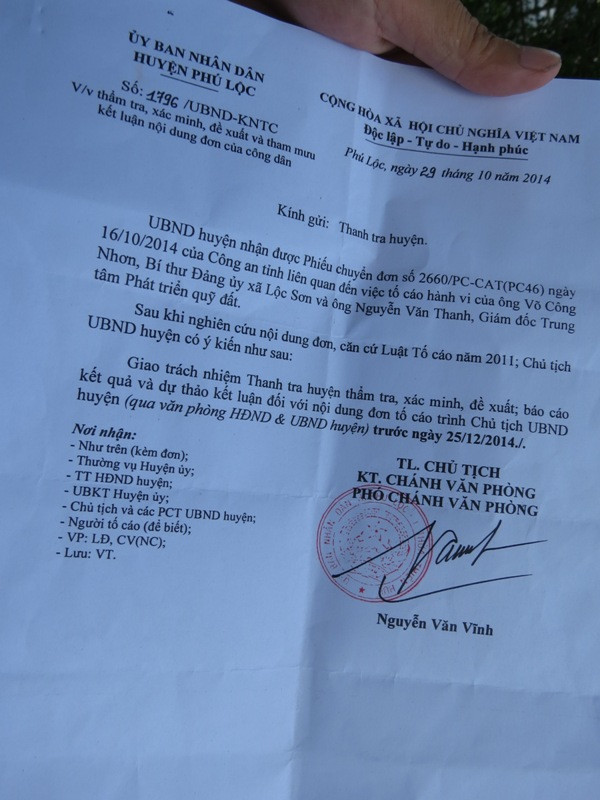 ỦY BAN NHÂN DÂN
HUYỆN PHÚ LỘC
Số: 1796/UBND-KNTC
V/v thẩm tra, xác minh, đề xuất và tham mưu
kết luận nội dung đơn của công dân
CỘNG HÒA XÃ HỘI CHỦ NGHĨA VIỆT NAM
Độc lập - Tự do - Hạnh phúc
Phú Lộc, ngày 29 tháng 10 năm 2014
Kính gửi: Thanh tra huyện.
UBND huyện nhận được Phiếu chuyển đơn số 2660/PC-CAT(PC46) ngày
16/10/2014 của Công an tỉnh liên quan đến việc tố cáo hành vi của ông Võ Công
Nhơn, Bí thư Đảng ủy xã Lộc Sơn và ông Nguyễn Văn Thanh, Giám đốc Trung
tâm Phát triển quỹ đất.
Sau khi nghiên cứu nội dung đơn, căn cứ Luật Tố cáo năm 2011; Chủ tịch
UBND huyện có ý kiến như sau:
Giao trách nhiệm Thanh tra huyện thẩm tra, xác minh, đề xuất; báo cáo
kết quả và dự thảo kết luận đối với nội dung đơn tố cáo trình Chủ tịch UBND
huyện (qua văn phòng HĐND & UBND huyện) trước ngày 25/12/2014./.
Nơi nhận:
- Như trên (kèm đơn);
- Thường vụ Huyện ủy;
- TT HĐND huyện;
- UBKT Huyện ủy;
- Chủ tịch và các PCT UBND huyện;
- Người tố cáo (để biết);
- VP: LĐ, CV(NC);
- Lưu: VT.
TL. CHỦ TỊCH
KT. CHÁNH VĂN PHÒNG
PHÓ CHÁNH VĂN PHÒNG
Nguyễn Văn Vĩnh